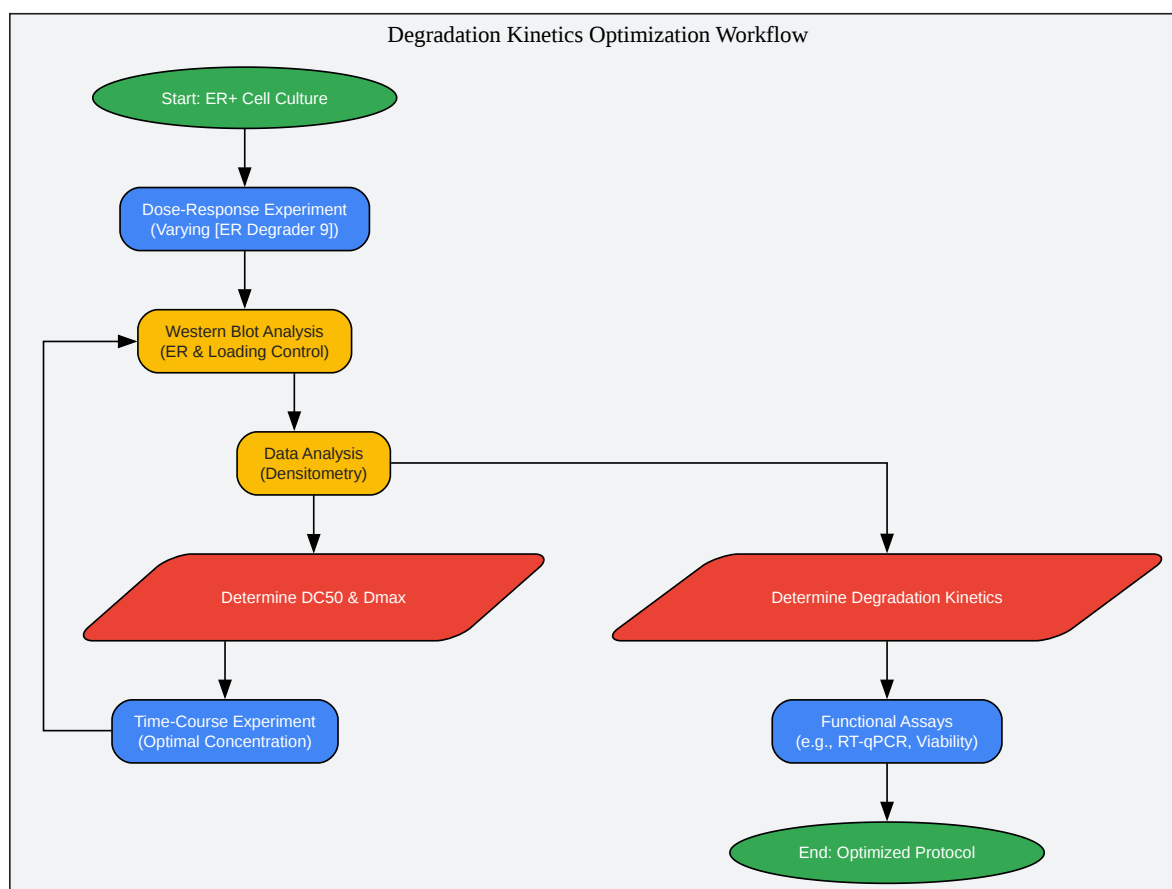 Degradation Kinetics Optimization Workflow
Start: ER+ Cell Culture
Dose-Response Experiment
(Varying [ER Degrader 9])
Western Blot Analysis
(ER & Loading Control)
Data Analysis
(Densitometry)
Determine DC50 & Dmax
Determine Degradation Kinetics
Time-Course Experiment
(Optimal Concentration)
Functional Assays
(e.g., RT-qPCR, Viability)
End: Optimized Protocol